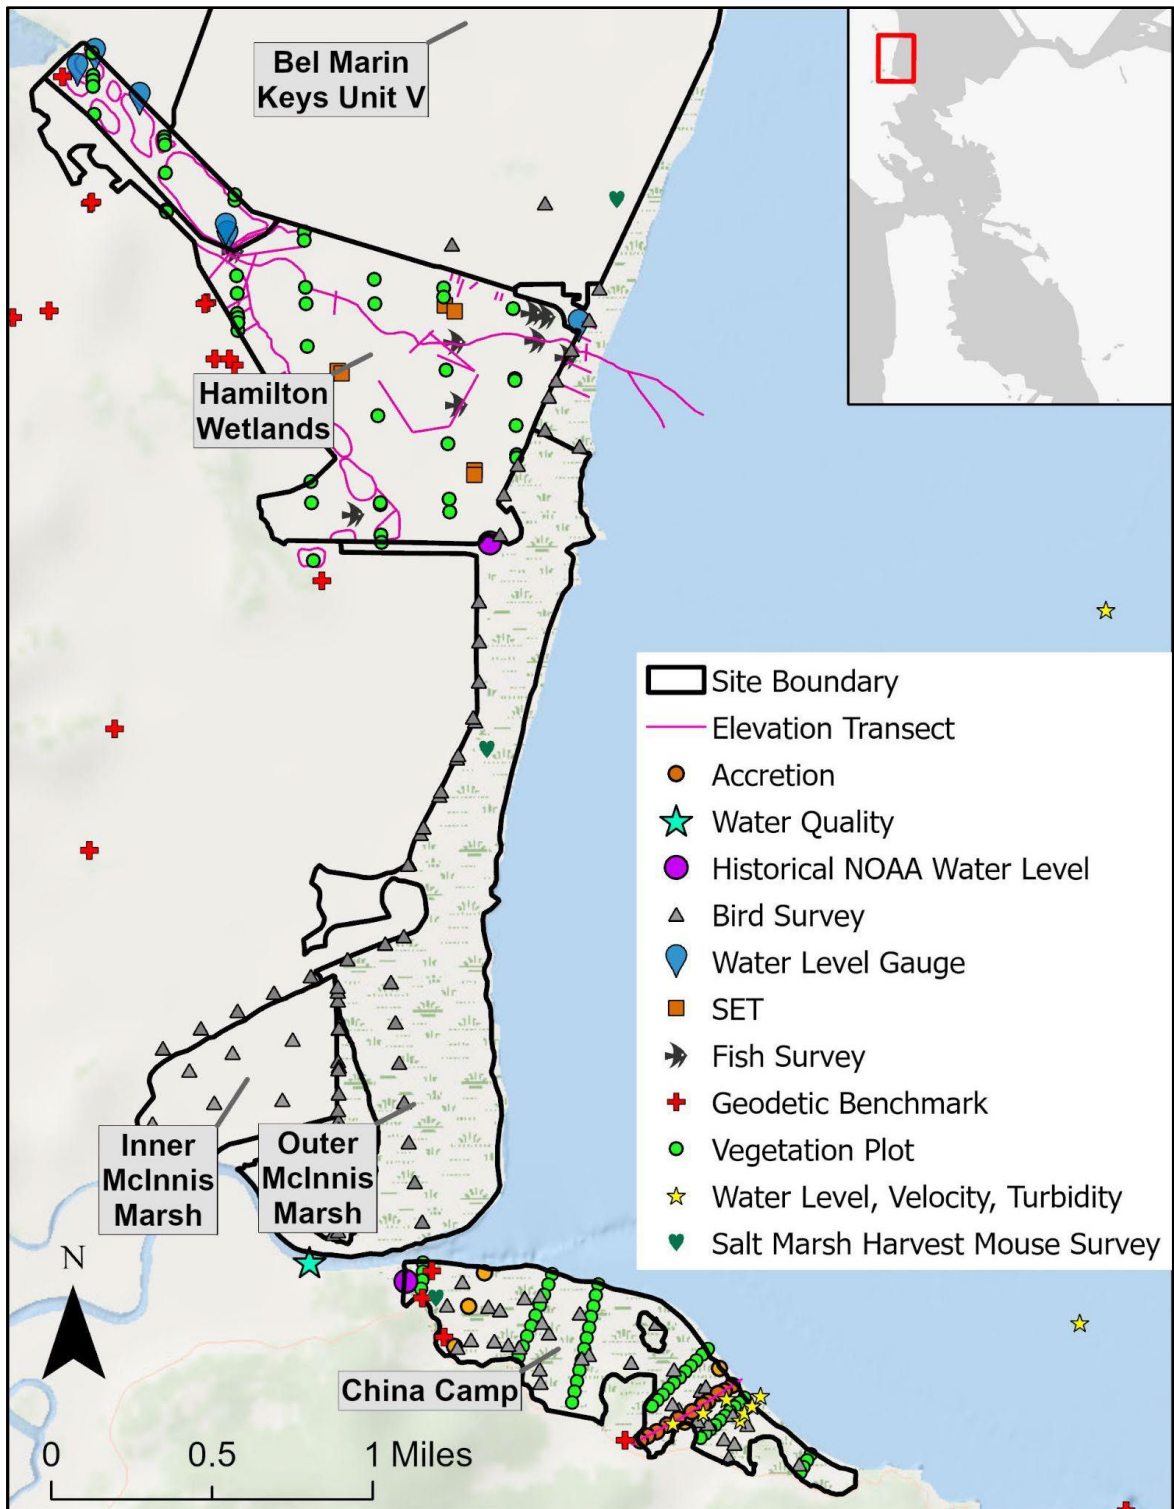 Bel Marin
Keys Unit V
Hamilton
Wetlands
Site Boundary
Elevation Transect
Accretion
Water Quality
Historical NOAA Water Level
Bird Survey
Water Level Gauge
SET
Fish Survey
Geodetic Benchmark
Vegetation Plot
Water Level, Velocity, Turbidity
Salt Marsh Harvest Mouse Survey
Inner
McInnis
Marsh
Outer
McInnis
Marsh
N
China Camp
0 0.5 1 Miles